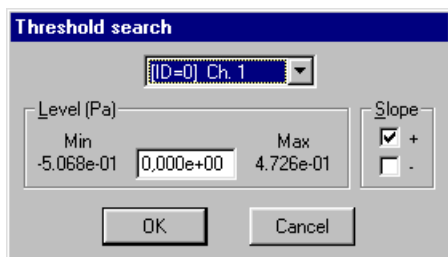 Threshold search
[ID=0] Ch. 1
Level (Pa)
Slope
Min
Max
+
-5.068e-01 0,000e+00 4.726e-01
-
OK Cancel